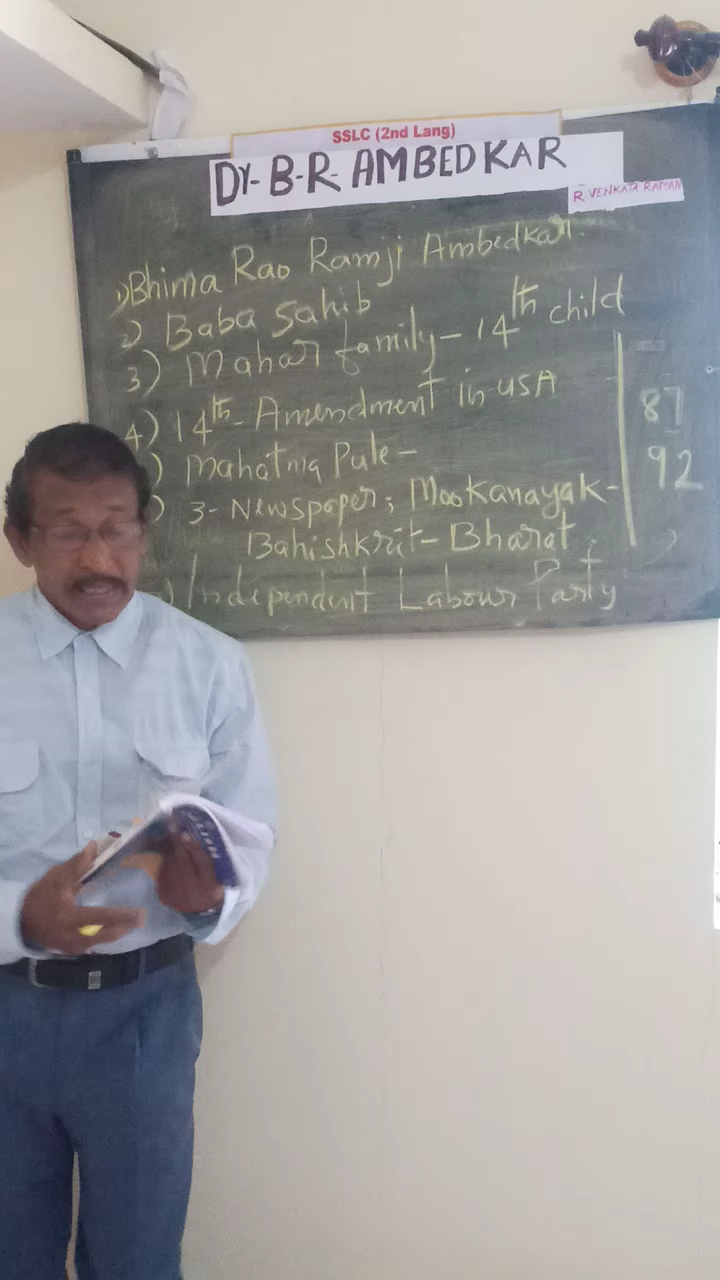 SSLC (2nd Lang)
Dr- B-R- AMBEDKAR
R VENKATA RAMAN
1) Bhima Rao Ramji Ambedkar.
2) Baba Sahib
3) Mahar family - 14th child
4) 14th - Amendment in USA
) Mahatma Pule -
) 3- Newspaper; Mookanayak -
Bahishkrit - Bharat.
) Independent Labour Party
87
92